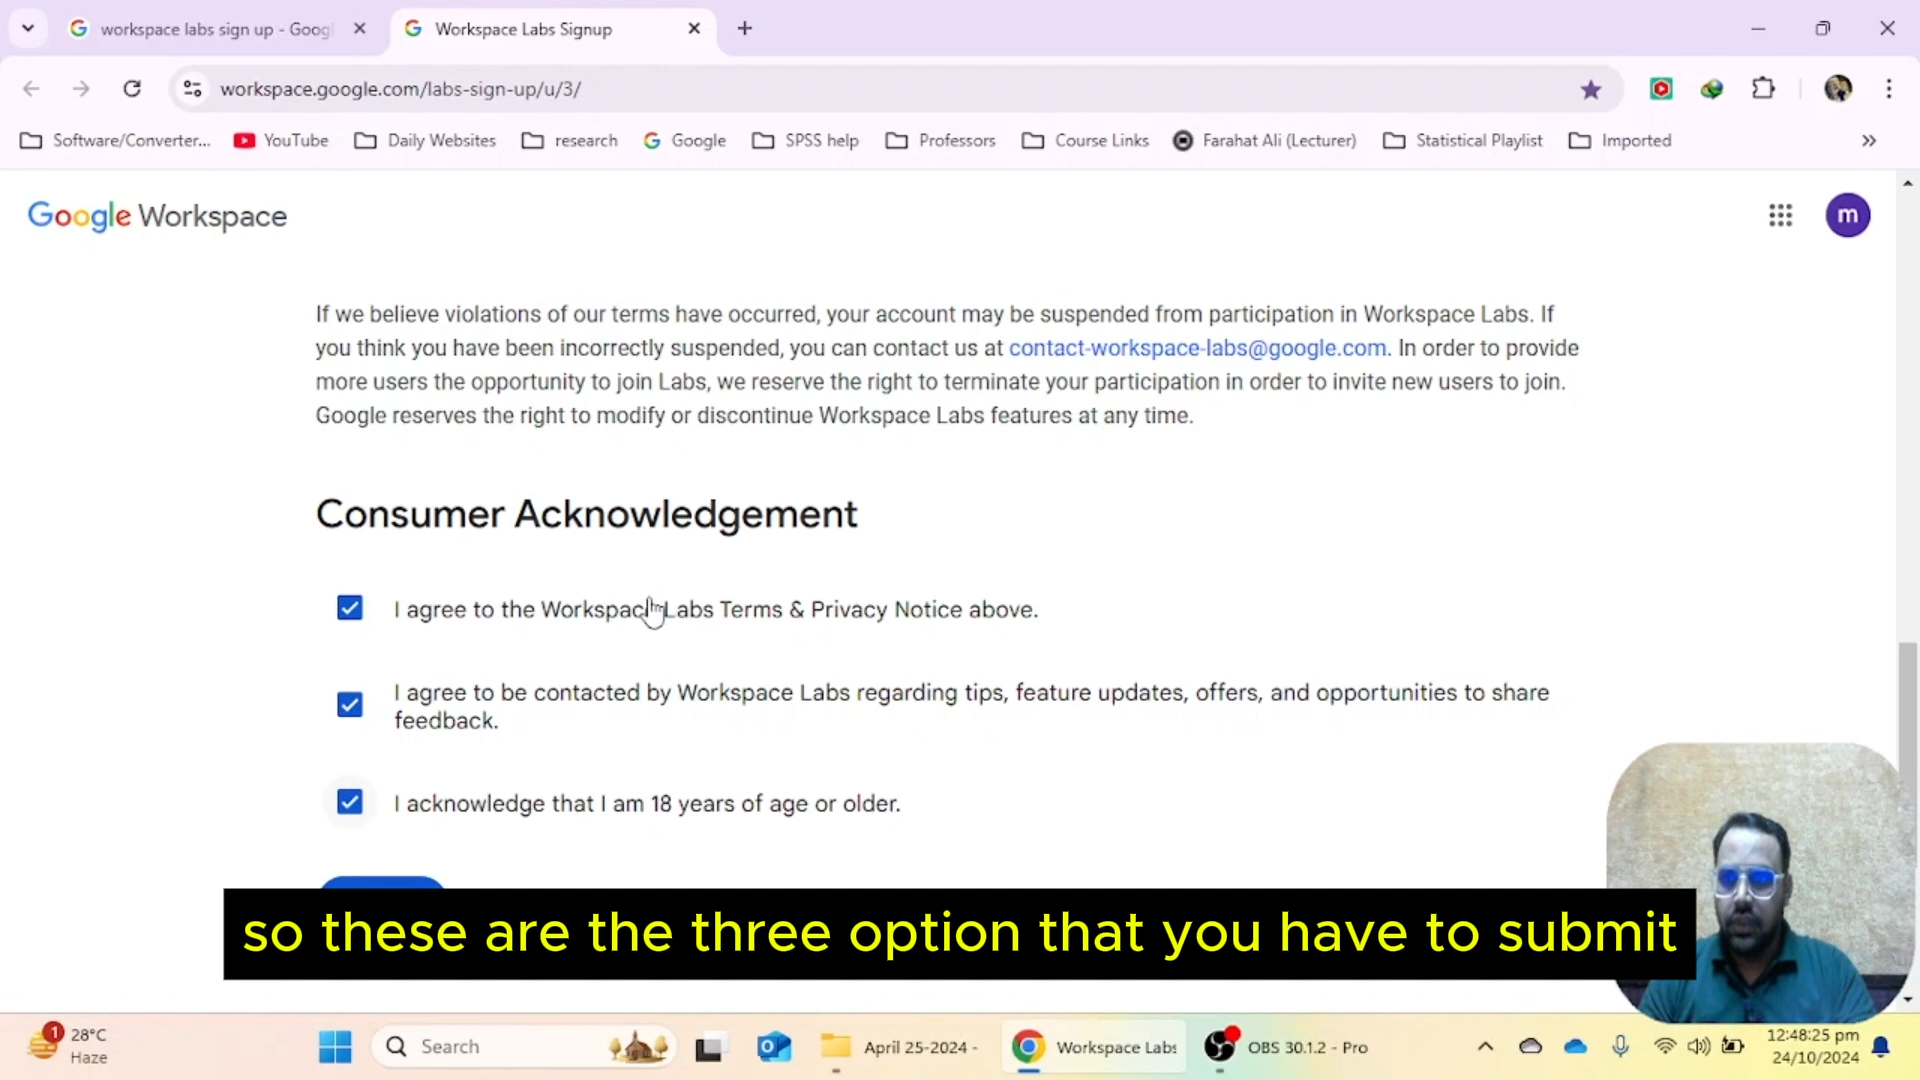 workspace labs sign up - Goog
Workspace Labs Signup
workspace.google.com/labs-sign-up/u/3/
Software/Converter...
YouTube
Daily Websites
research
Google
SPSS help
Professors
Course Links
Farahat Ali (Lecturer)
Statistical Playlist
Imported
Google Workspace
m
If we believe violations of our terms have occurred, your account may be suspended from participation in Workspace Labs. If
you think you have been incorrectly suspended, you can contact us at contact-workspace-labs@google.com. In order to provide
more users the opportunity to join Labs, we reserve the right to terminate your participation in order to invite new users to join.
Google reserves the right to modify or discontinue Workspace Labs features at any time.
Consumer Acknowledgement
I agree to the Workspace Labs Terms & Privacy Notice above.
I agree to be contacted by Workspace Labs regarding tips, feature updates, offers, and opportunities to share
feedback.
I acknowledge that I am 18 years of age or older.
so these are the three option that you have to submit
1
28°C
Haze
Search
April 25-2024 -
Workspace Labs
OBS 30.1.2 - Pro
12:48:25 pm
24/10/2024